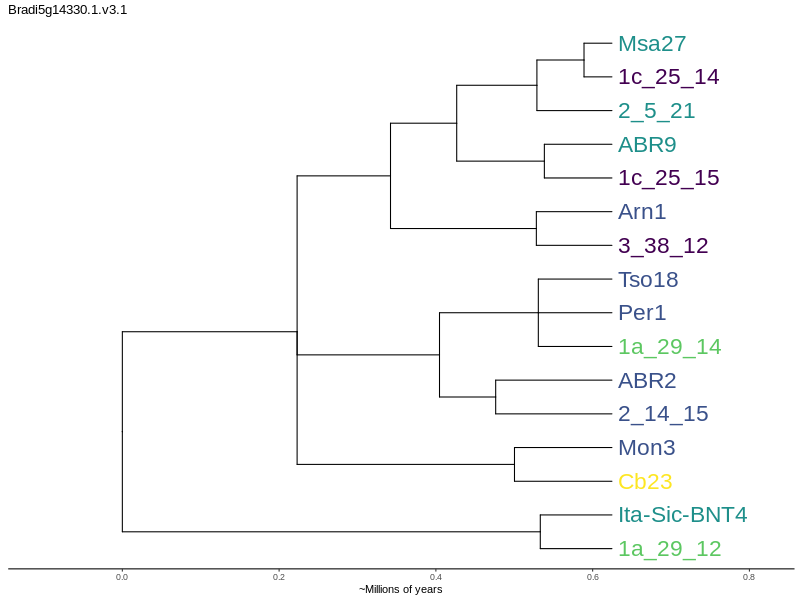 Bradi5g14330.1.v3.1
Msa27
1c_25_14
2_5_21
ABR9
1c_25_15
Arn1
3_38_12
Tso18
Per1
1a_29_14
ABR2
2_14_15
Mon3
Cb23
Ita-Sic-BNT4
1a_29_12
0.0 0.2 0.4 0.6 0.8
~Millions of years